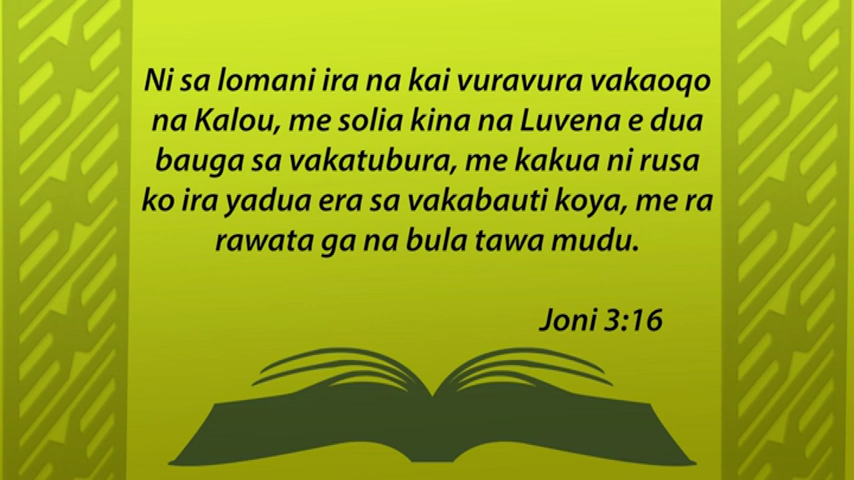 Ni sa lomani ira na kai vuravura vakaoqo
na Kalou, me solia kina na Luvena e dua
bauga sa vakatubura, me kakua ni rusa
ko ira yadua era sa vakabauti koya, me ra
rawata ga na bula tawa mudu.
Joni 3:16